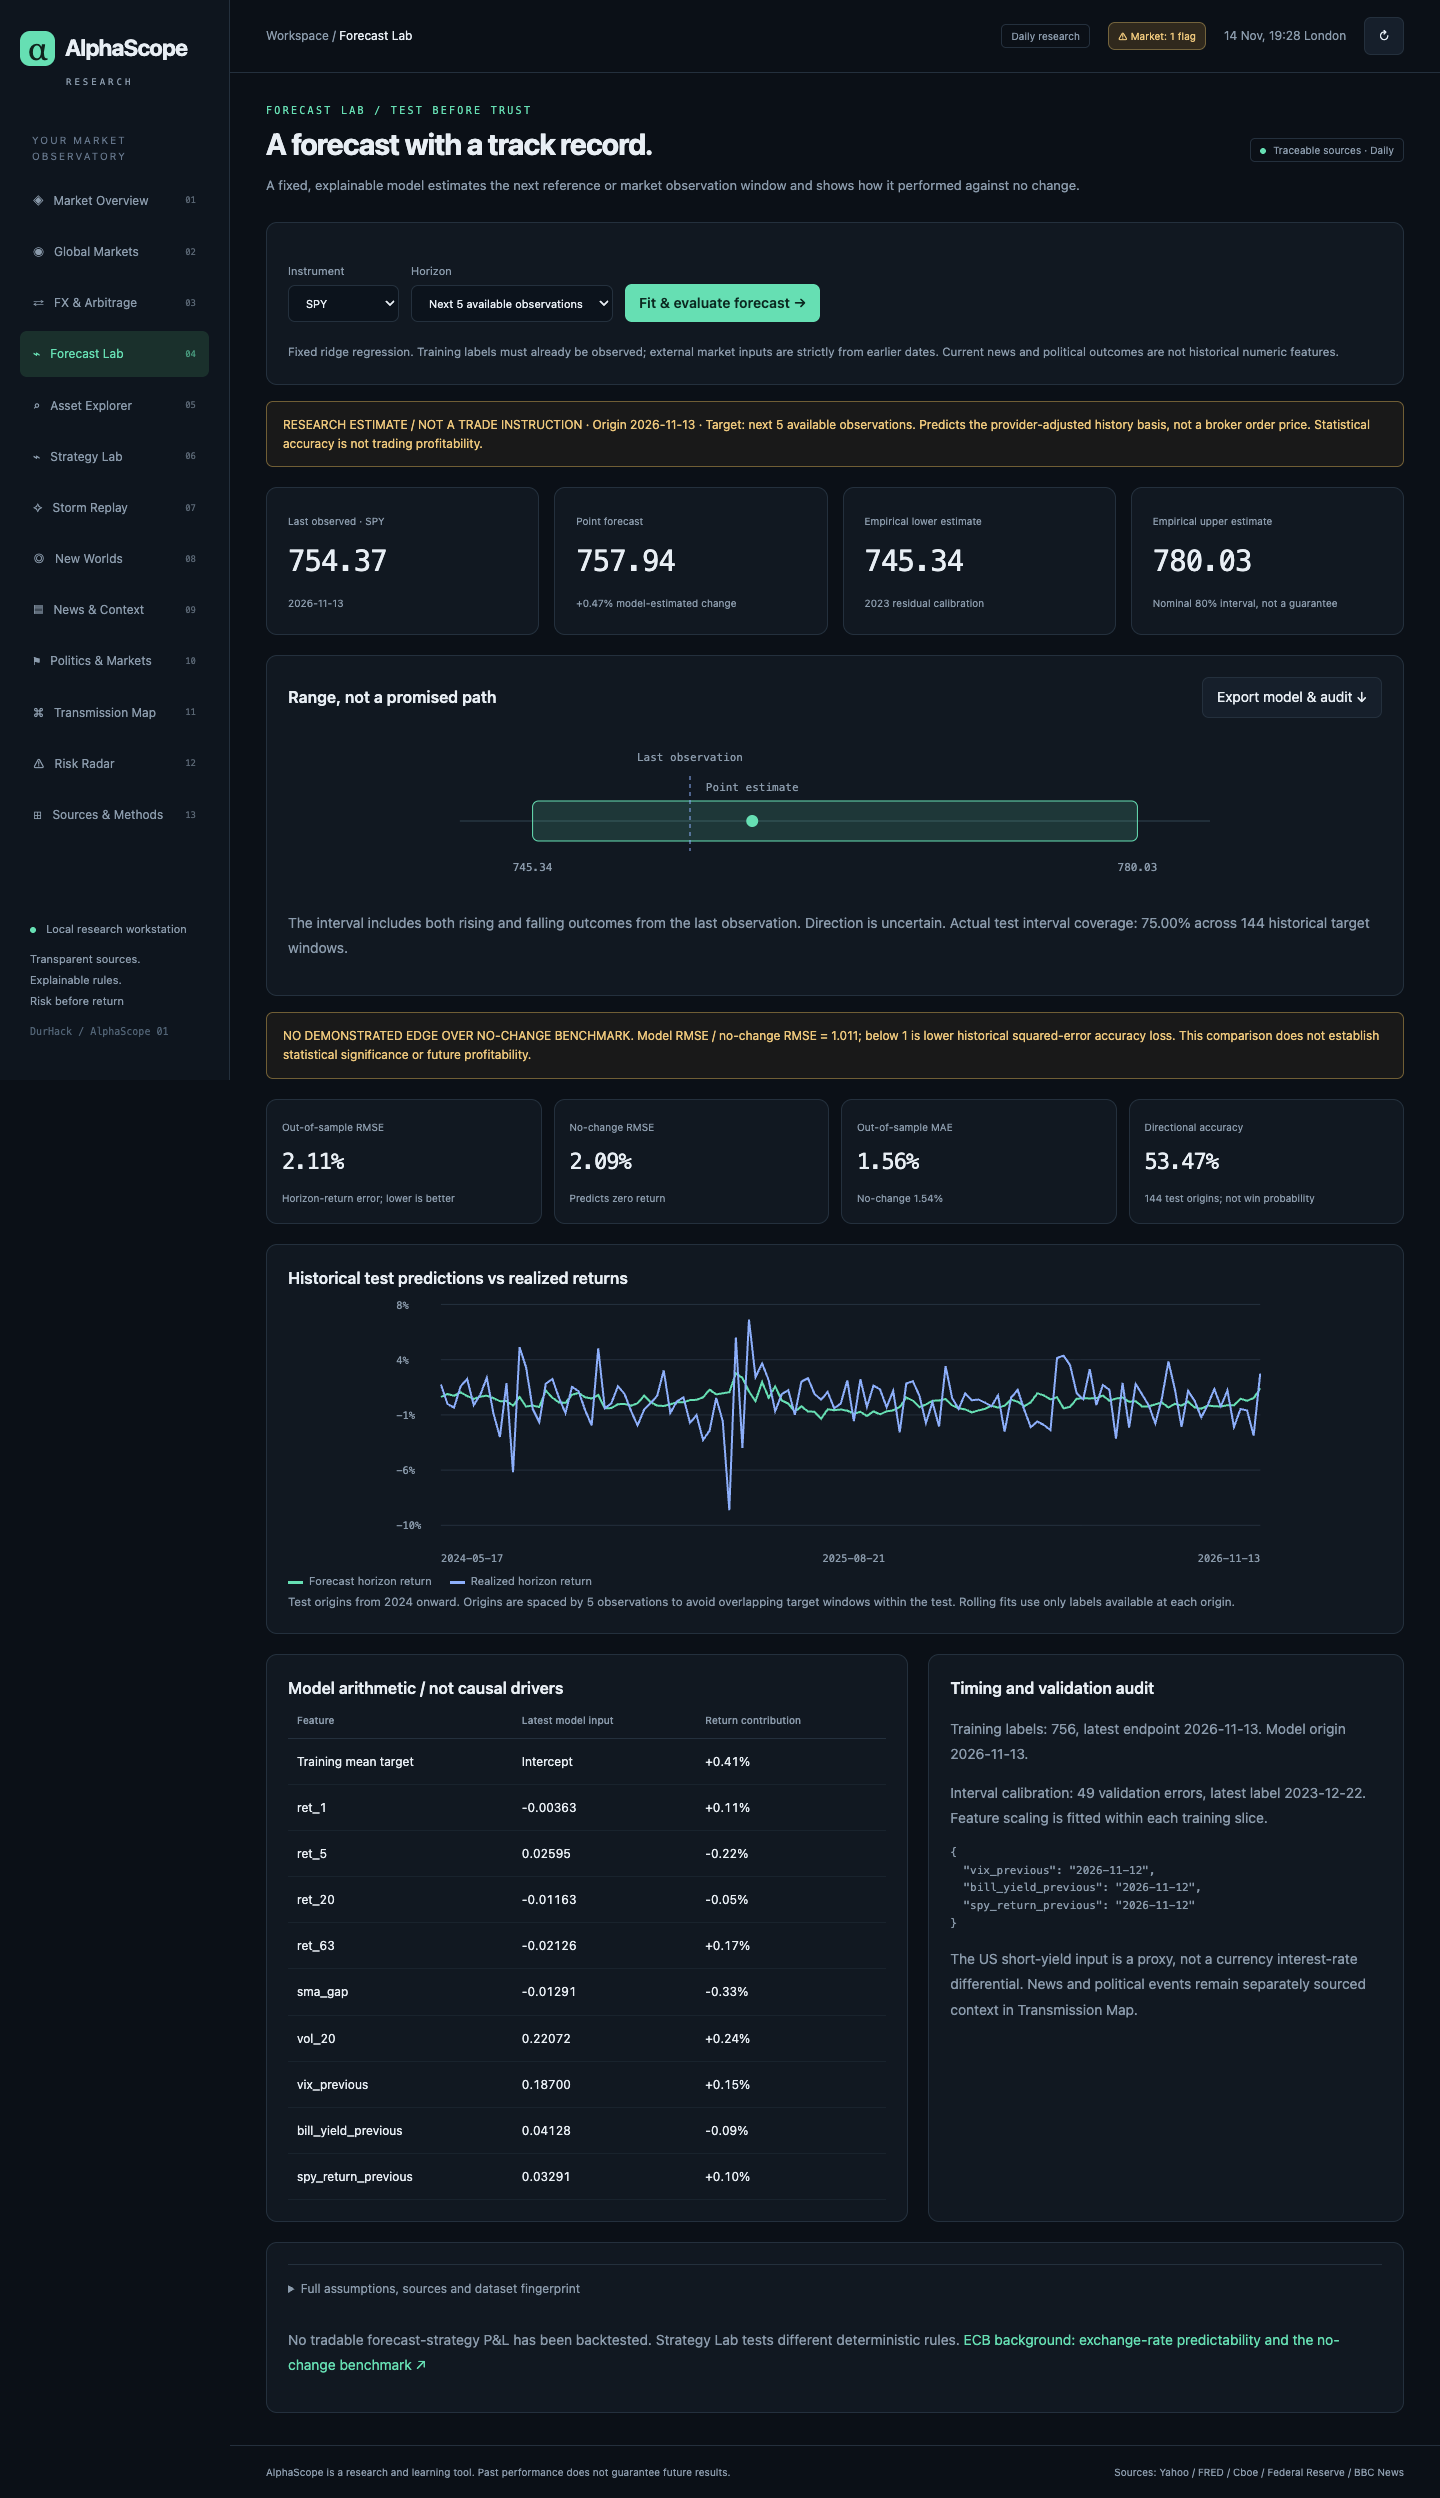 α AlphaScope
RESEARCH
YOUR MARKET
OBSERVATORY
Market Overview 01
Global Markets 02
FX & Arbitrage 03
Forecast Lab 04
Asset Explorer 05
Strategy Lab 06
Storm Replay 07
New Worlds 08
News & Context 09
Politics & Markets 10
Transmission Map 11
Risk Radar 12
Sources & Methods 13
Local research workstation
Transparent sources.
Explainable rules.
Risk before return
DurHack / AlphaScope 01
Workspace / Forecast Lab
Daily research
⚠ Market: 1 flag
14 Nov, 19:28 London
↻
FORECAST LAB / TEST BEFORE TRUST
A forecast with a track record.
Traceable sources · Daily
A fixed, explainable model estimates the next reference or market observation window and shows how it performed against no change.
Instrument Horizon
SPY Next 5 available observations Fit & evaluate forecast →
Fixed ridge regression. Training labels must already be observed; external market inputs are strictly from earlier dates. Current news and political outcomes are not historical numeric features.
RESEARCH ESTIMATE / NOT A TRADE INSTRUCTION · Origin 2026-11-13 · Target: next 5 available observations. Predicts the provider-adjusted history basis, not a broker order price. Statistical
accuracy is not trading profitability.
Last observed · SPY
754.37
2026-11-13
Point forecast
757.94
+0.47% model-estimated change
Empirical lower estimate
745.34
2023 residual calibration
Empirical upper estimate
780.03
Nominal 80% interval, not a guarantee
Range, not a promised path
Export model & audit ↓
Last observation
Point estimate
745.34 780.03
The interval includes both rising and falling outcomes from the last observation. Direction is uncertain. Actual test interval coverage: 75.00% across 144 historical target
windows.
NO DEMONSTRATED EDGE OVER NO-CHANGE BENCHMARK. Model RMSE / no-change RMSE = 1.011; below 1 is lower historical squared-error accuracy loss. This comparison does not establish
statistical significance or future profitability.
Out-of-sample RMSE
2.11%
Horizon-return error; lower is better
No-change RMSE
2.09%
Predicts zero return
Out-of-sample MAE
1.56%
No-change 1.54%
Directional accuracy
53.47%
144 test origins; not win probability
Historical test predictions vs realized returns
8%
4%
−1%
−6%
−10%
2024-05-17 2025-08-21 2026-11-13
Forecast horizon return Realized horizon return
Test origins from 2024 onward. Origins are spaced by 5 observations to avoid overlapping target windows within the test. Rolling fits use only labels available at each origin.
Model arithmetic / not causal drivers
Feature Latest model input Return contribution
Training mean target Intercept +0.41%
ret_1 -0.00363 +0.11%
ret_5 0.02595 -0.22%
ret_20 -0.01163 -0.05%
ret_63 -0.02126 +0.17%
sma_gap -0.01291 -0.33%
vol_20 0.22072 +0.24%
vix_previous 0.18700 +0.15%
bill_yield_previous 0.04128 -0.09%
spy_return_previous 0.03291 +0.10%
Timing and validation audit
Training labels: 756, latest endpoint 2026-11-13. Model origin
2026-11-13.
Interval calibration: 49 validation errors, latest label 2023-12-22.
Feature scaling is fitted within each training slice.
{
"vix_previous": "2026-11-12",
"bill_yield_previous": "2026-11-12",
"spy_return_previous": "2026-11-12"
}
The US short-yield input is a proxy, not a currency interest-rate
differential. News and political events remain separately sourced
context in Transmission Map.
Full assumptions, sources and dataset fingerprint
No tradable forecast-strategy P&L has been backtested. Strategy Lab tests different deterministic rules. ECB background: exchange-rate predictability and the no-
change benchmark ↗
AlphaScope is a research and learning tool. Past performance does not guarantee future results.
Sources: Yahoo / FRED / Cboe / Federal Reserve / BBC News